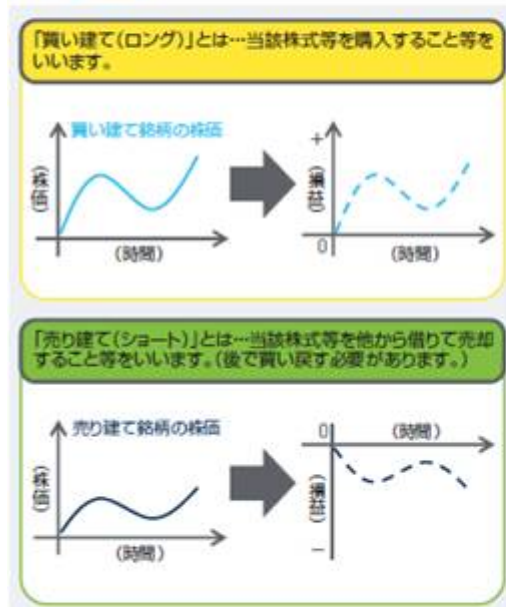 「買い建て(ロング)」とは…当該株式等を購入すること等を
いいます。
買い建て銘柄の株価
(株価)
(時間)
+
(損益)
0
(時間)
「売り建て(ショート)」とは…当該株式等を他から借りて売却
すること等をいいます。(後で買い戻す必要があります。)
売り建て銘柄の株価
(株価)
(時間)
0
(時間)
(損益)
−